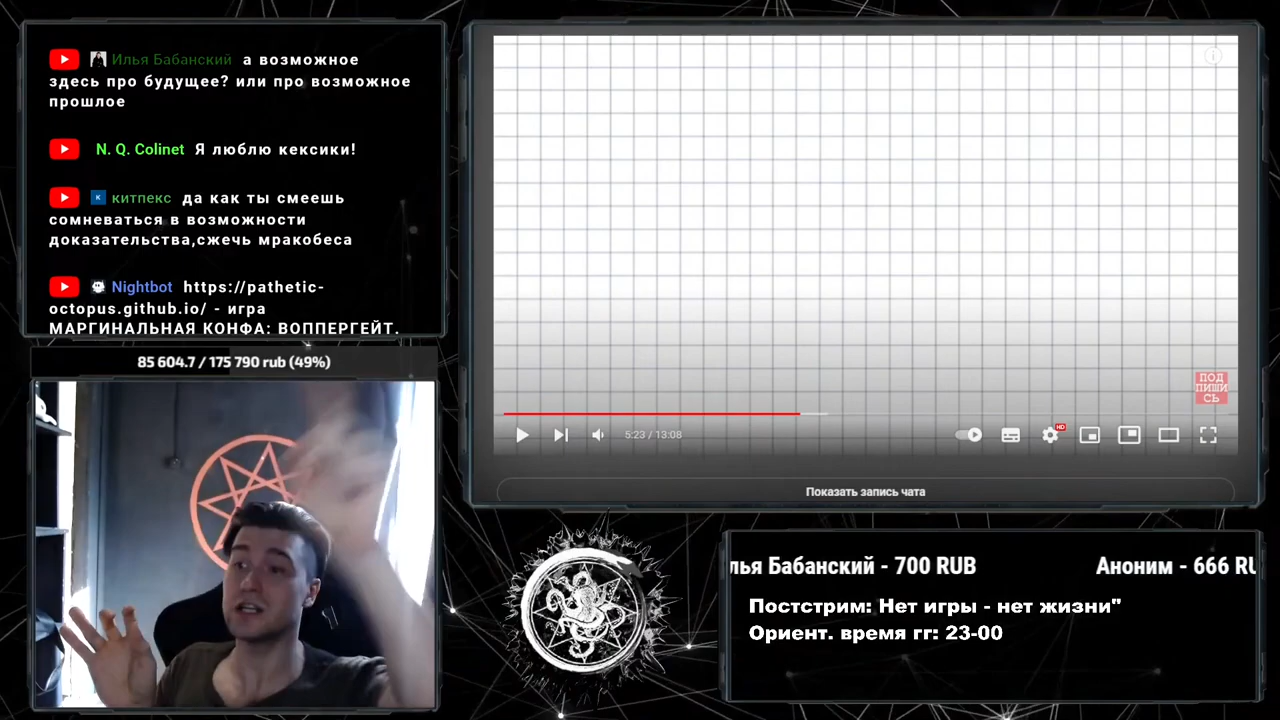 Илья Бабанский а возможное
здесь про будущее? или про возможное
прошлое
N. Q. Colinet Я люблю кексики!
К китпекс да как ты смеешь
сомневаться в возможности
доказательства,сжечь мракобеса
Nightbot https://pathetic-
octopus.github.io/ - игра
МАРГИНАЛЬНАЯ КОНФА: ВОППЕРГЕЙТ.
85 604.7 / 175 790 rub (49%)
ПОД
ПИШИ
СЬ
5:23 / 13:08
HD
Показать запись чата
лья Бабанский - 700 RUB
Аноним - 666 RU
Постстрим: Нет игры - нет жизни"
Ориент. время гг: 23-00